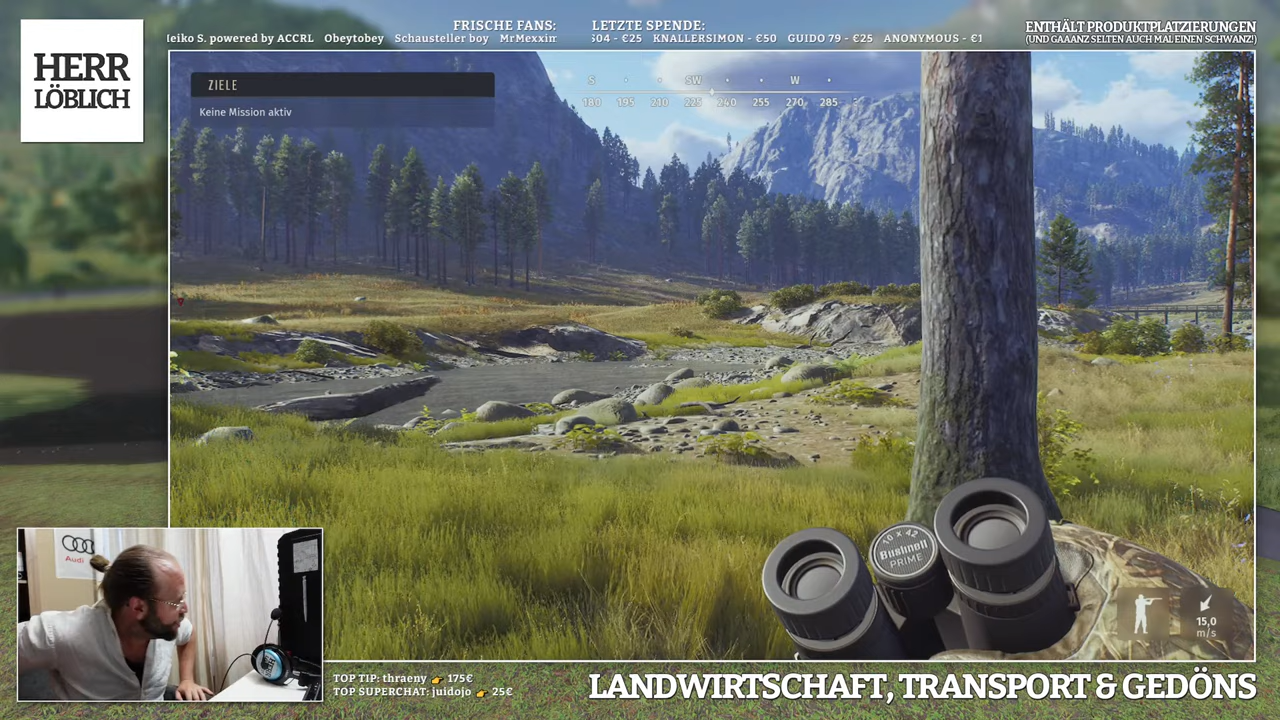 HERR
LÖBLICH
FRISCHE FANS:
eiko S. powered by ACCRL Obeytobey Schausteller boy MrMexxin
LETZTE SPENDE:
504 - €25 KNALLERSIMON - €50 GUIDO 79 - €25 ANONYMOUS - €1
ENTHÄLT PRODUKTPLATZIERUNGEN
(UND GAAANZ SELTEN AUCH MAL EINEN SCHWANZ!)
ZIELE
Keine Mission aktiv
S SW W
180 195 210 225 240 255 270 285
10 x 42
Bushnell
PRIME
15,0
m/s
Audi
TOP TIP: thraeny 👉 175€
TOP SUPERCHAT: juidojo 👉 25€
LANDWIRTSCHAFT, TRANSPORT & GEDÖNS